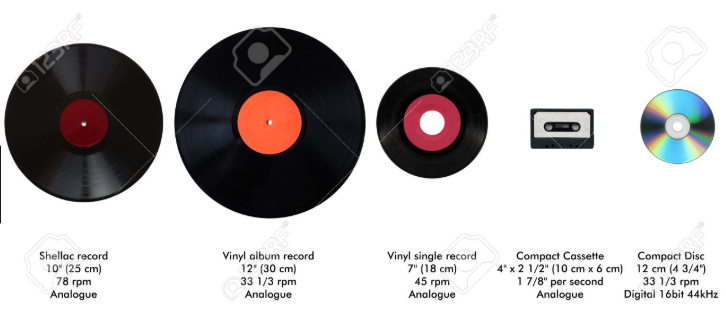 Shellac record
10" (25 cm)
78 rpm
Analogue
Vinyl album record
12" (30 cm)
33 1/3 rpm
Analogue
Vinyl single record
7" (18 cm)
45 rpm
Analogue
Compact Cassette
4" x 2 1/2" (10 cm x 6 cm)
1 7/8" per second
Analogue
Compact Disc
12 cm (4 3/4")
33 1/3 rpm
Digital 16bit 44kHz
123RF